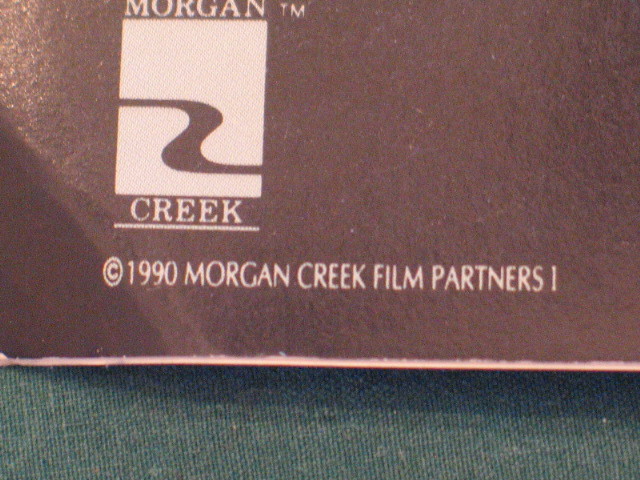 MORGAN ™
CREEK
©1990 MORGAN CREEK FILM PARTNERS I